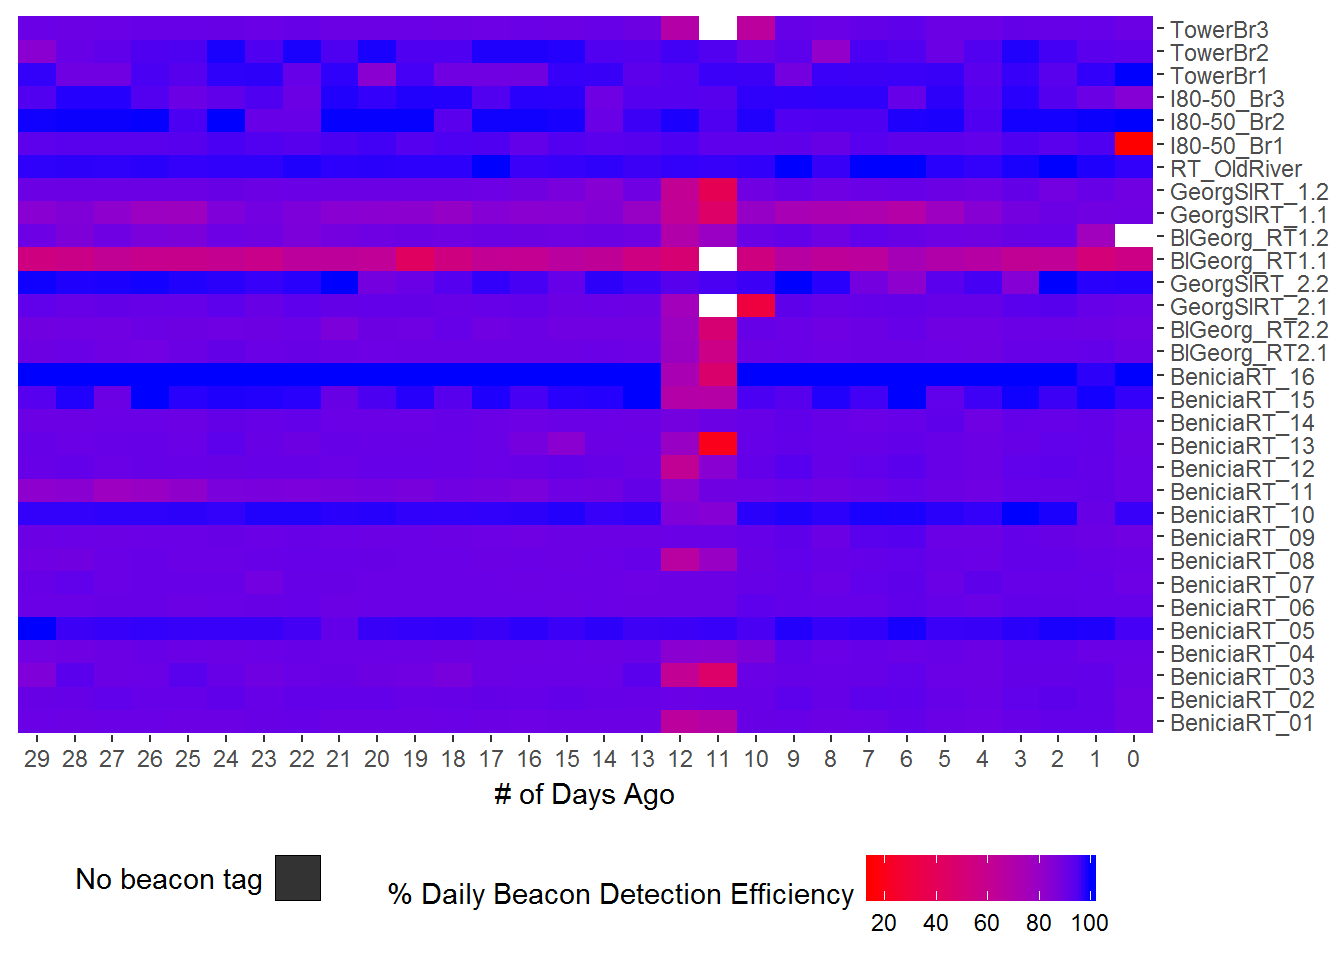 TowerBr3
TowerBr2
TowerBr1
I80-50_Br3
I80-50_Br2
I80-50_Br1
RT_OldRiver
GeorgSlRT_1.2
GeorgSlRT_1.1
BlGeorg_RT1.2
BlGeorg_RT1.1
GeorgSlRT_2.2
GeorgSlRT_2.1
BlGeorg_RT2.2
BlGeorg_RT2.1
BeniciaRT_16
BeniciaRT_15
BeniciaRT_14
BeniciaRT_13
BeniciaRT_12
BeniciaRT_11
BeniciaRT_10
BeniciaRT_09
BeniciaRT_08
BeniciaRT_07
BeniciaRT_06
BeniciaRT_05
BeniciaRT_04
BeniciaRT_03
BeniciaRT_02
BeniciaRT_01
29 28 27 26 25 24 23 22 21 20 19 18 17 16 15 14 13 12 11 10 9 8 7 6 5 4 3 2 1 0
# of Days Ago
No beacon tag
% Daily Beacon Detection Efficiency
20 40 60 80 100